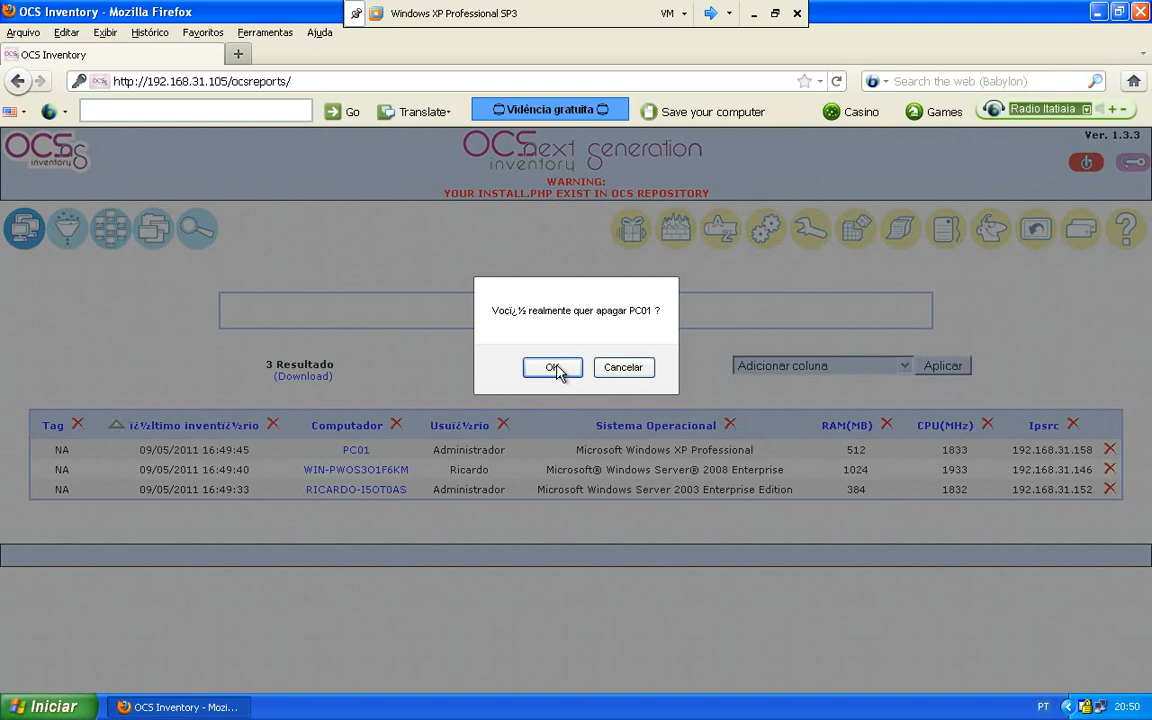 OCS Inventory - Mozilla Firefox
Windows XP Professional SP3
VM
Arquivo Editar Exibir Histórico Favoritos Ferramentas Ajuda
OCS Inventory
http://192.168.31.105/ocsreports/
Search the web (Babylon)
Go
Translate
Vidência gratuita
Save your computer
Casino
Games
Radio Itatiaia
OCS inventory
OCS next generation inventory
Ver. 1.3.3
WARNING:
YOUR INSTALL.PHP EXIST IN OCS REPOSITORY
Vocï¿½ realmente quer apagar PC01 ?
OK
Cancelar
3 Resultado
(Download)
Adicionar coluna
Aplicar
Tag ï¿½ltimo inventï¿½rio Computador Usuï¿½rio Sistema Operacional RAM(MB) CPU(MHz) Ipsrc
NA 09/05/2011 16:49:45 PC01 Administrador Microsoft Windows XP Professional 512 1833 192.168.31.158
NA 09/05/2011 16:49:40 WIN-PWOS3O1F6KM Ricardo Microsoft® Windows Server® 2008 Enterprise 1024 1933 192.168.31.146
NA 09/05/2011 16:49:33 RICARDO-I5OT0AS Administrador Microsoft Windows Server 2003 Enterprise Edition 384 1832 192.168.31.152
Iniciar
OCS Inventory - Mozi...
PT
20:50